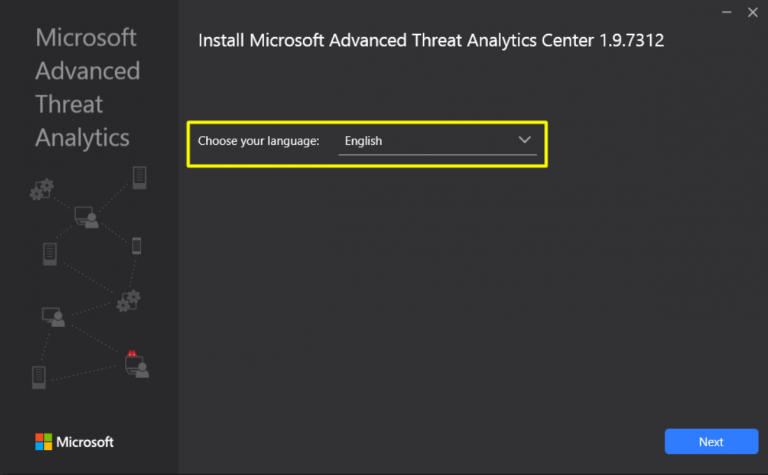 Microsoft
Advanced
Threat
Analytics
Install Microsoft Advanced Threat Analytics Center 1.9.7312
Choose your language: English
Microsoft
Next